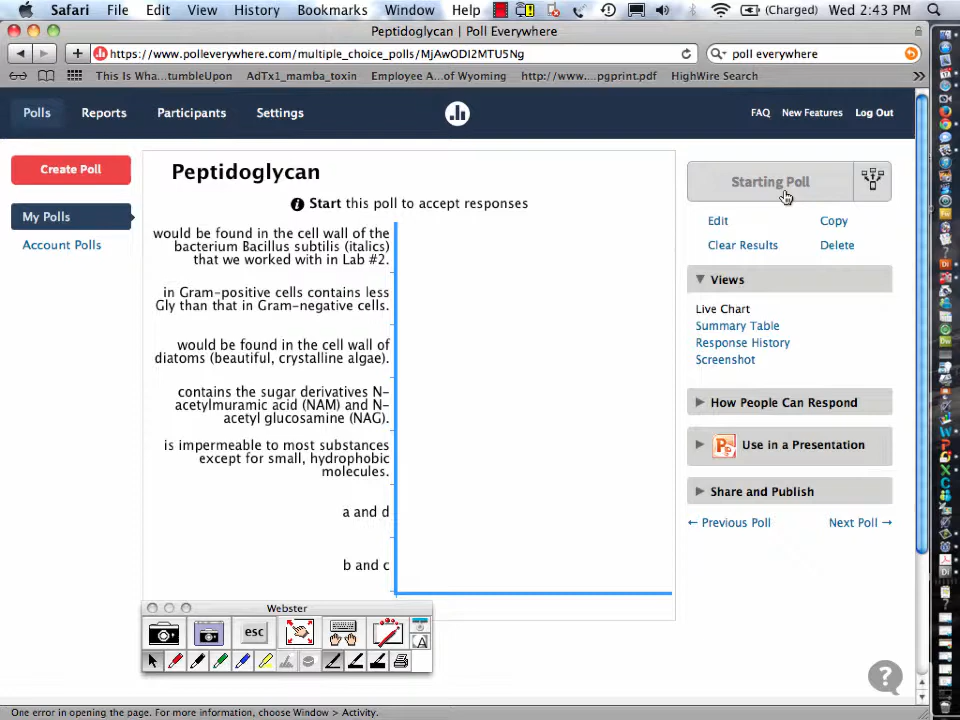 Safari File Edit View History Bookmarks Window Help (Charged) Wed 2:43 PM
Peptidoglycan | Poll Everywhere
https://www.polleverywhere.com/multiple_choice_polls/MjAwODI2MTU5Ng
poll everywhere
This Is Wha...tumbleUpon AdTx1_mamba_toxin Employee A...of Wyoming http://www....pgprint.pdf HighWire Search
Polls Reports Participants Settings FAQ New Features Log Out
Create Poll
My Polls
Account Polls
Peptidoglycan
Start this poll to accept responses
would be found in the cell wall of the
bacterium Bacillus subtilis (italics)
that we worked with in Lab #2.
in Gram-positive cells contains less
Gly than that in Gram-negative cells.
would be found in the cell wall of
diatoms (beautiful, crystalline algae).
contains the sugar derivatives N-
acetylmuramic acid (NAM) and N-
acetyl glucosamine (NAG).
is impermeable to most substances
except for small, hydrophobic
molecules.
a and d
b and c
Starting Poll
Edit Copy
Clear Results Delete
Views
Live Chart
Summary Table
Response History
Screenshot
How People Can Respond
Use in a Presentation
Share and Publish
← Previous Poll Next Poll →
Webster
esc
A
One error in opening the page. For more information, choose Window > Activity.